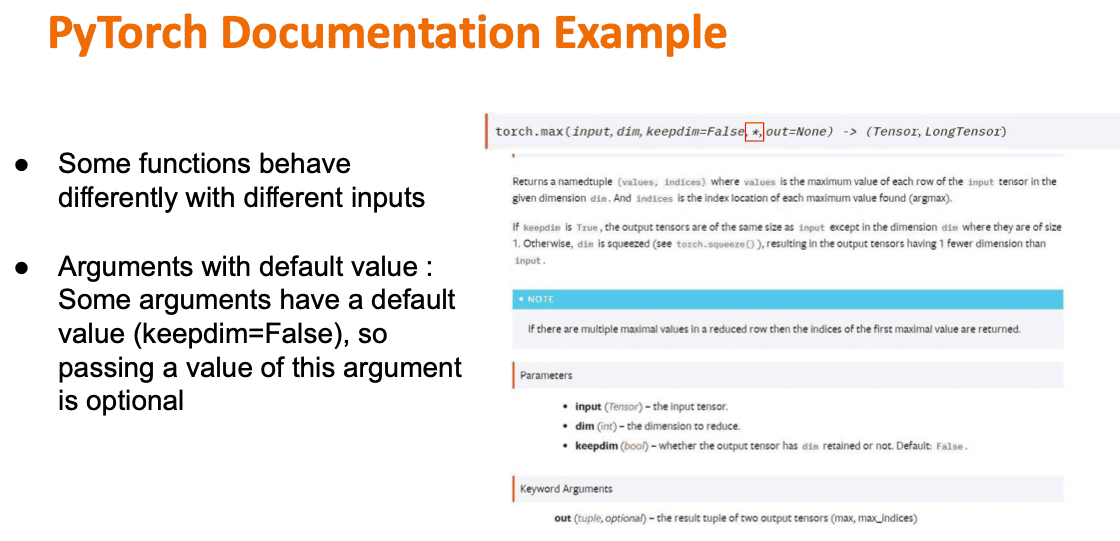 PyTorch Documentation Example
● Some functions behave
differently with different inputs
● Arguments with default value :
Some arguments have a default
value (keepdim=False), so
passing a value of this argument
is optional
torch.max(input, dim, keepdim=False, *, out=None) -> (Tensor, LongTensor)
Returns a namedtuple (values, indices) where values is the maximum value of each row of the input tensor in the
given dimension dim. And indices is the index location of each maximum value found (argmax).
If keepdim is True, the output tensors are of the same size as input except in the dimension dim where they are of size
1. Otherwise, dim is squeezed (see torch.squeeze()), resulting in the output tensors having 1 fewer dimension than
input.
• NOTE
If there are multiple maximal values in a reduced row then the indices of the first maximal value are returned.
Parameters
• input (Tensor) – the input tensor.
• dim (int) – the dimension to reduce.
• keepdim (bool) – whether the output tensor has dim retained or not. Default: False.
Keyword Arguments
out (tuple, optional) – the result tuple of two output tensors (max, max_indices)